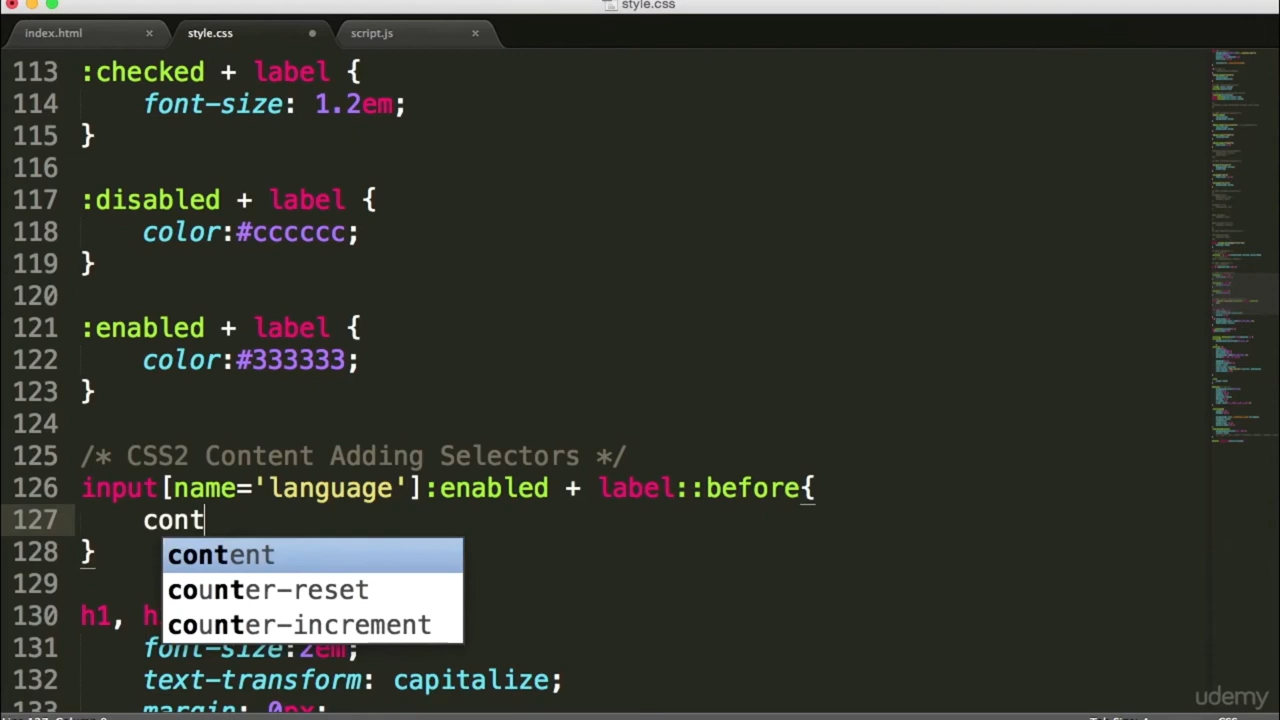 style.css
index.html × style.css script.js ×
113 :checked + label {
114 font-size: 1.2em;
115 }
116
117 :disabled + label {
118 color:#cccccc;
119 }
120
121 :enabled + label {
122 color:#333333;
123 }
124
125 /* CSS2 Content Adding Selectors */
126 input[name='language']:enabled + label::before{
127 cont
128 }
content
129
counter-reset
130 h1, h
counter-increment
131 font-size:2em;
132 text-transform: capitalize;
133 margin: 0px;
udemy